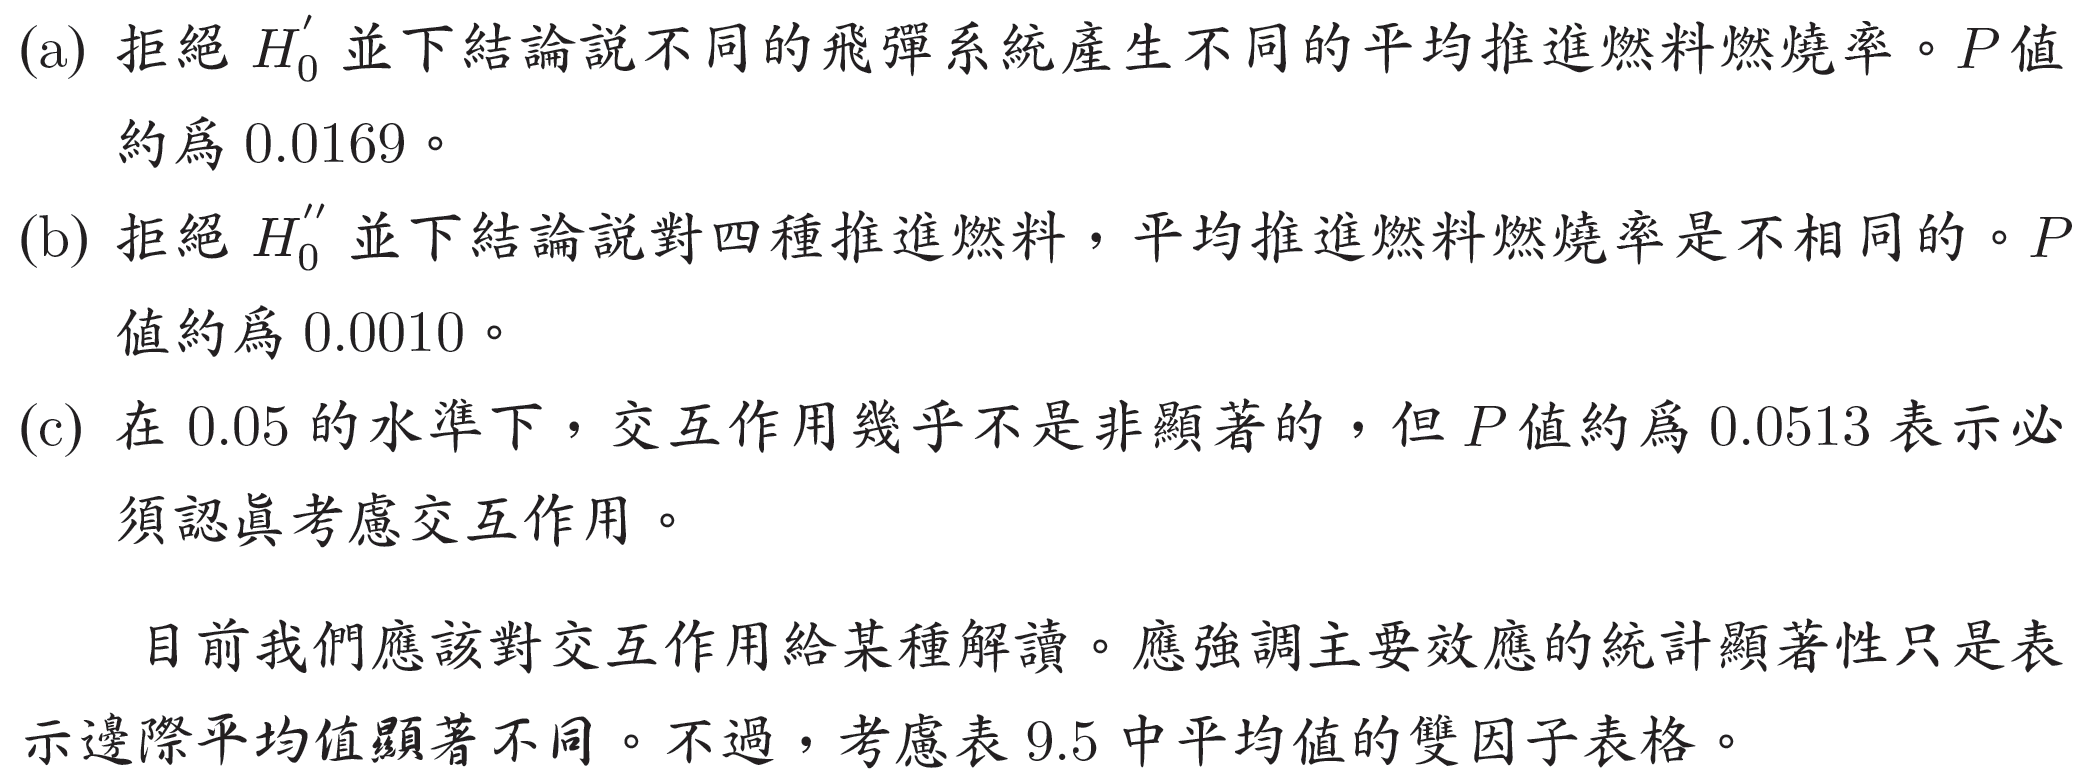 (a) 拒絕 H₀′ 並下結論說不同的飛彈系統產生不同的平均推進燃料燃燒率。P 值
約爲 0.0169。
(b) 拒絕 H₀″ 並下結論說對四種推進燃料，平均推進燃料燃燒率是不相同的。P
值約爲 0.0010。
(c) 在 0.05 的水準下，交互作用幾乎不是非顯著的，但 P 值約爲 0.0513 表示必
須認眞考慮交互作用。
目前我們應該對交互作用給某種解讀。應強調主要效應的統計顯著性只是表
示邊際平均值顯著不同。不過，考慮表 9.5 中平均值的雙因子表格。